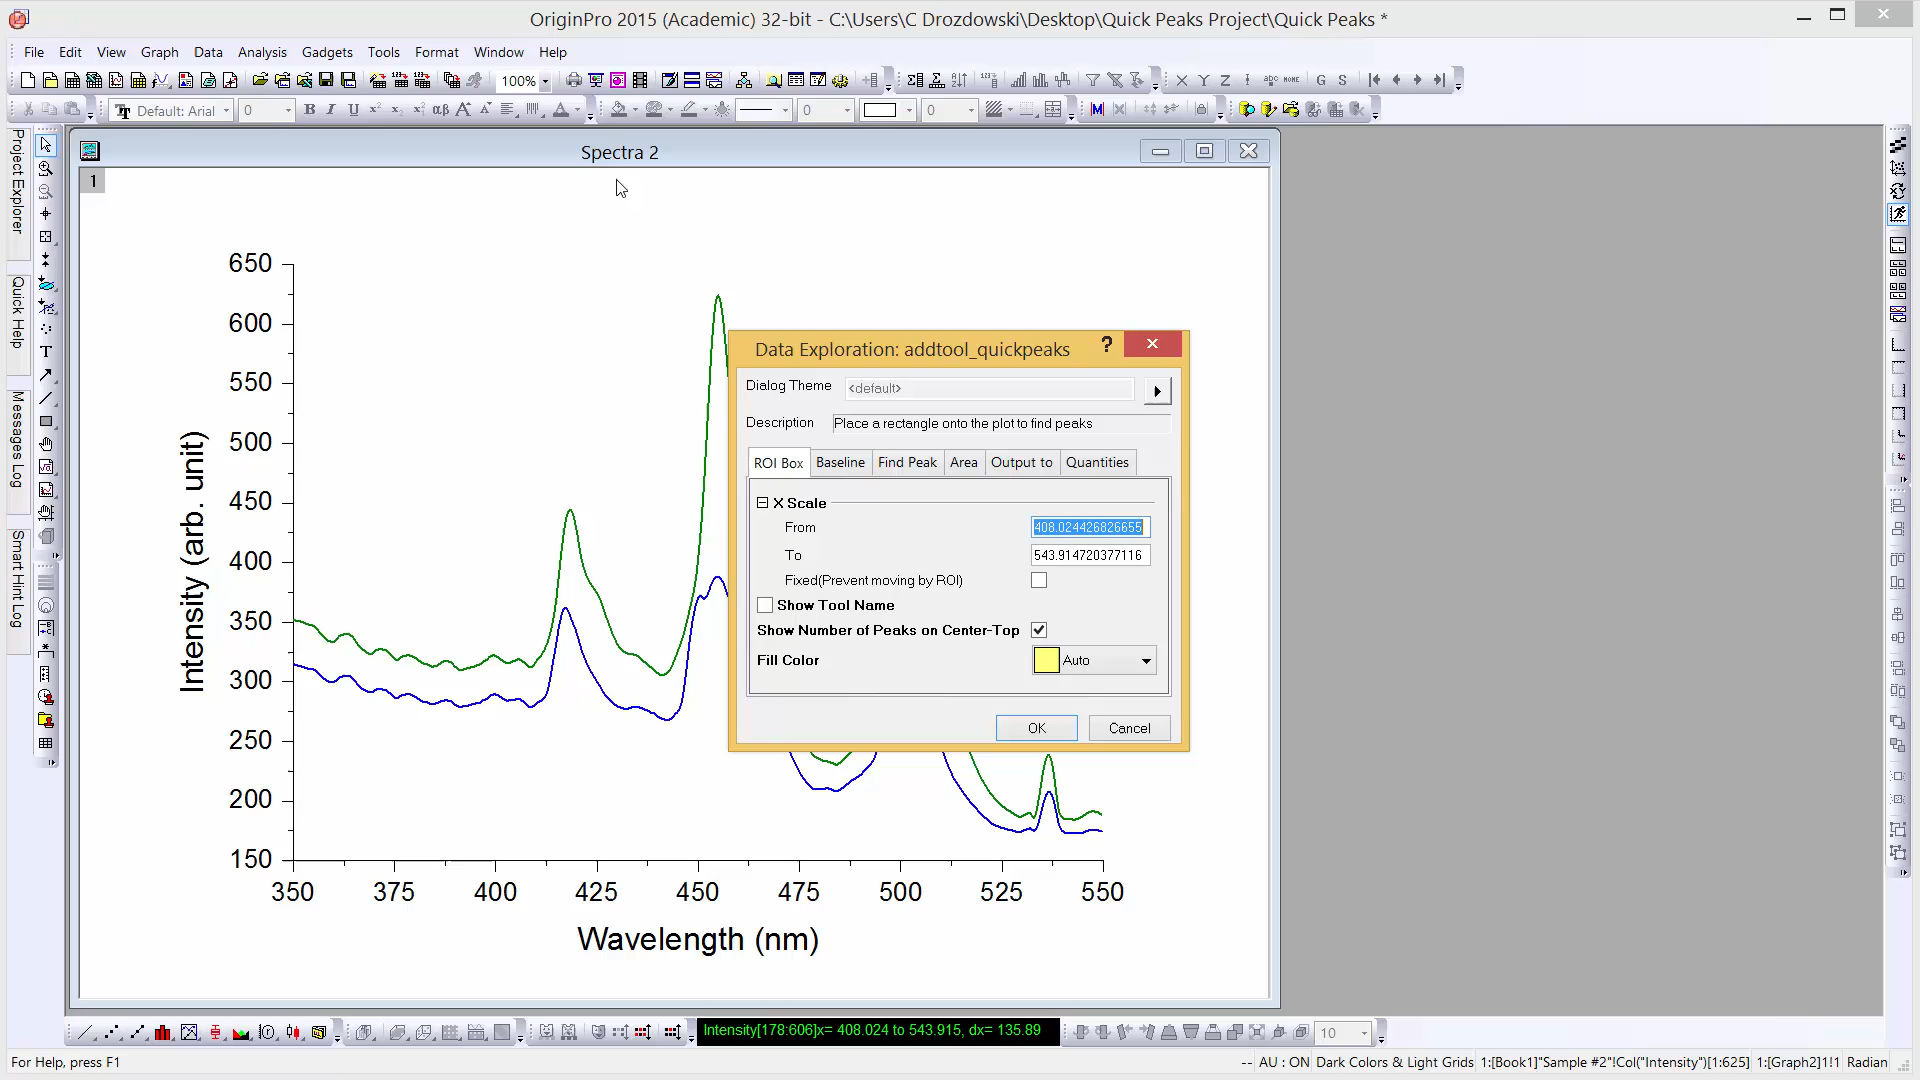 OriginPro 2015 (Academic) 32-bit - C:\Users\C Drozdowski\Desktop\Quick Peaks Project\Quick Peaks *
File Edit View Graph Data Analysis Gadgets Tools Format Window Help
100%
X Y Z
NONE
G S
Default: Arial 0 B I U
αβ A A
T
A
0
0
M
Project Explorer
Quick Help
Messages Log
Smart Hint Log
Spectra 2
1
650
600
550
500
450
400
350
300
250
200
150
Intensity (arb. unit)
350 375 400 425 450 475 500 525 550
Wavelength (nm)
Data Exploration: addtool_quickpeaks ?
Dialog Theme <default>
Description Place a rectangle onto the plot to find peaks
ROI Box Baseline Find Peak Area Output to Quantities
X Scale
From 408.024426826655
To 543.914720377116
Fixed(Prevent moving by ROI)
Show Tool Name
Show Number of Peaks on Center-Top
Fill Color Auto
OK Cancel
Intensity[178:606]x= 408.024 to 543.915, dx= 135.89
10
For Help, press F1
-- AU : ON Dark Colors & Light Grids 1:[Book1]"Sample #2"!Col("Intensity")[1:625] 1:[Graph2]1!1 Radian